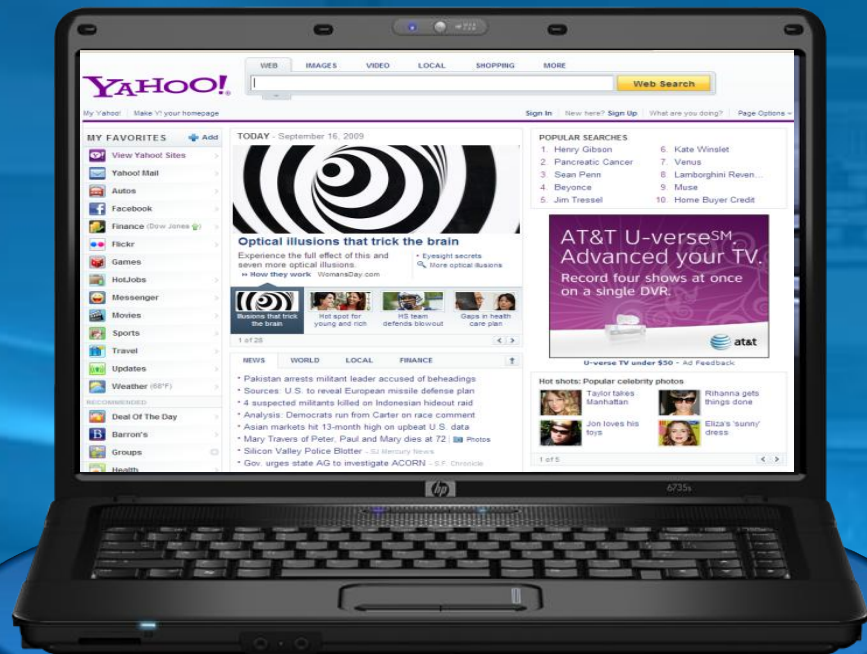 WEB IMAGES VIDEO LOCAL SHOPPING MORE
YAHOO!
Web Search
My Yahoo! Make Y! your homepage
Sign In New here? Sign Up What are you doing? Page Options
MY FAVORITES Add
View Yahoo! Sites
Yahoo! Mail
Autos
Facebook
Finance (Dow Jones)
Flickr
Games
HotJobs
Messenger
Movies
Sports
Travel
Updates
Weather (68°F)
RECOMMENDED
Deal Of The Day
Barron's
Groups
Health
TODAY - September 16, 2009
Optical illusions that trick the brain
Experience the full effect of this and
seven more optical illusions.
» How they work WomansDay.com
• Eyesight secrets
More optical illusions
Illusions that trick
the brain
Hot spot for
young and rich
HS team
defends blowout
Gaps in health
care plan
1 of 28
NEWS WORLD LOCAL FINANCE
• Pakistan arrests militant leader accused of beheadings
• Sources: U.S. to reveal European missile defense plan
• 4 suspected militants killed on Indonesian hideout raid
• Analysis: Democrats run from Carter on race comment
• Asian markets hit 13-month high on upbeat U.S. data
• Mary Travers of Peter, Paul and Mary dies at 72 | Photos
• Silicon Valley Police Blotter - SJ Mercury News
• Gov. urges state AG to investigate ACORN - S.F. Chronicle
POPULAR SEARCHES
1. Henry Gibson
2. Pancreatic Cancer
3. Sean Penn
4. Beyonce
5. Jim Tressel
6. Kate Winslet
7. Venus
8. Lamborghini Reven...
9. Muse
10. Home Buyer Credit
AT&T U-verse℠.
Advanced your TV.
Record four shows at once
on a single DVR.
at&t
U-verse TV under $50 - Ad Feedback
Hot shots: Popular celebrity photos
Taylor takes
Manhattan
Rihanna gets
things done
Jon loves his
toys
Eliza's 'sunny'
dress
1 of 5
hp
6735s